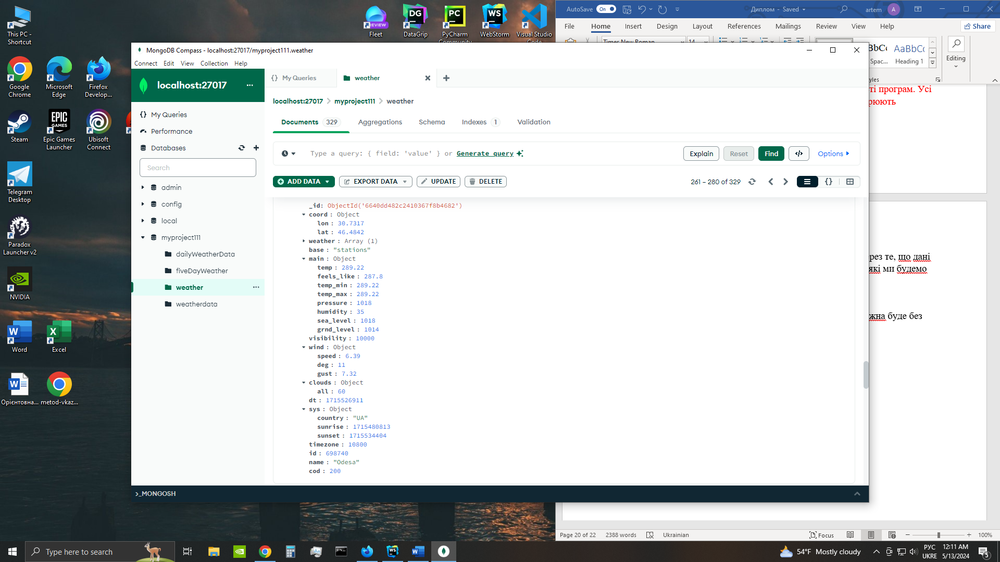 This PC - Shortcut
Google Chrome
Microsoft Edge
Firefox Develop...
Steam
Epic Games Launcher
Ubisoft Connect
Telegram Desktop
Paradox Launcher v2
NVIDIA
Word
Excel
Орієнтовна...
metod-vkaz...
Fleet
DataGrip
PyCharm Community
WebStorm
Visual Studio Code
AutoSave On
Диплом - Saved
artem A
File Home Insert Design Layout References Mailings Review View Help
Share
Times New Roman 14
Spac...
AaBbCc
Heading 1
Editing
MongoDB Compass - localhost:27017/myproject111.weather
Connect Edit View Collection Help
localhost:27017 ...
My Queries
weather
My Queries
Performance
Databases
Search
admin
config
local
myproject111
dailyWeatherData
fiveDayWeather
weather
weatherdata
localhost:27017 > myproject111 > weather
Documents 329 Aggregations Schema Indexes 1 Validation
Type a query: { field: 'value' } or Generate query
Explain Reset Find </> Options
ADD DATA EXPORT DATA UPDATE DELETE
261 – 280 of 329
_id: ObjectId('6640dd482c2410367f8b4682')
coord : Object
lon : 30.7317
lat : 46.4842
weather : Array (1)
base : "stations"
main : Object
temp : 289.22
feels_like : 287.8
temp_min : 289.22
temp_max : 289.22
pressure : 1018
humidity : 35
sea_level : 1018
grnd_level : 1014
visibility : 10000
wind : Object
speed : 6.39
deg : 11
gust : 7.32
clouds : Object
all : 60
dt : 1715526911
sys : Object
country : "UA"
sunrise : 1715480813
sunset : 1715534404
timezone : 10800
id : 698740
name : "Odesa"
cod : 200
>_MONGOSH
ті програм. Усі
рюють
рез те, що дані
які ми будемо
жна буде без
Page 20 of 22 2388 words Ukrainian
Focus
100%
Type here to search
54°F Mostly cloudy
РУС
UKRE
12:11 AM
5/13/2024
5